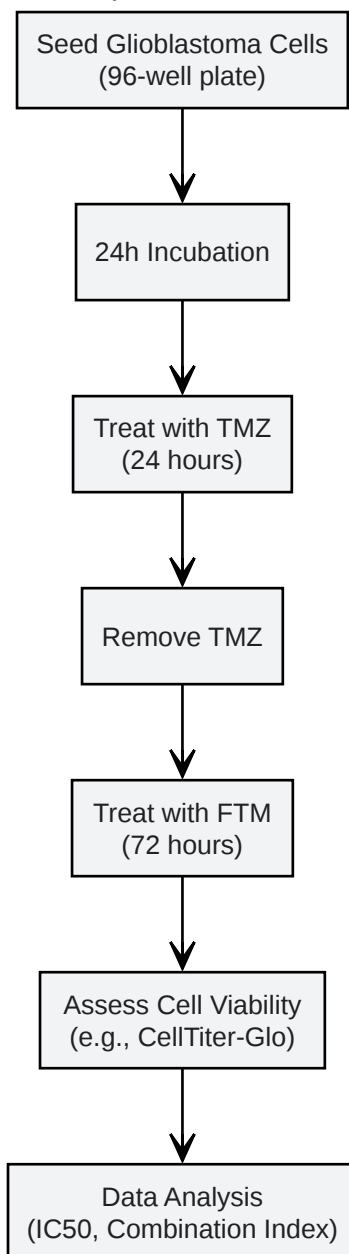 Seed Glioblastoma Cells
(96-well plate)
24h Incubation
Treat with TMZ
(24 hours)
Remove TMZ
Treat with FTM
(72 hours)
Assess Cell Viability
(e.g., CellTiter-Glo)
Data Analysis
(IC50, Combination Index)